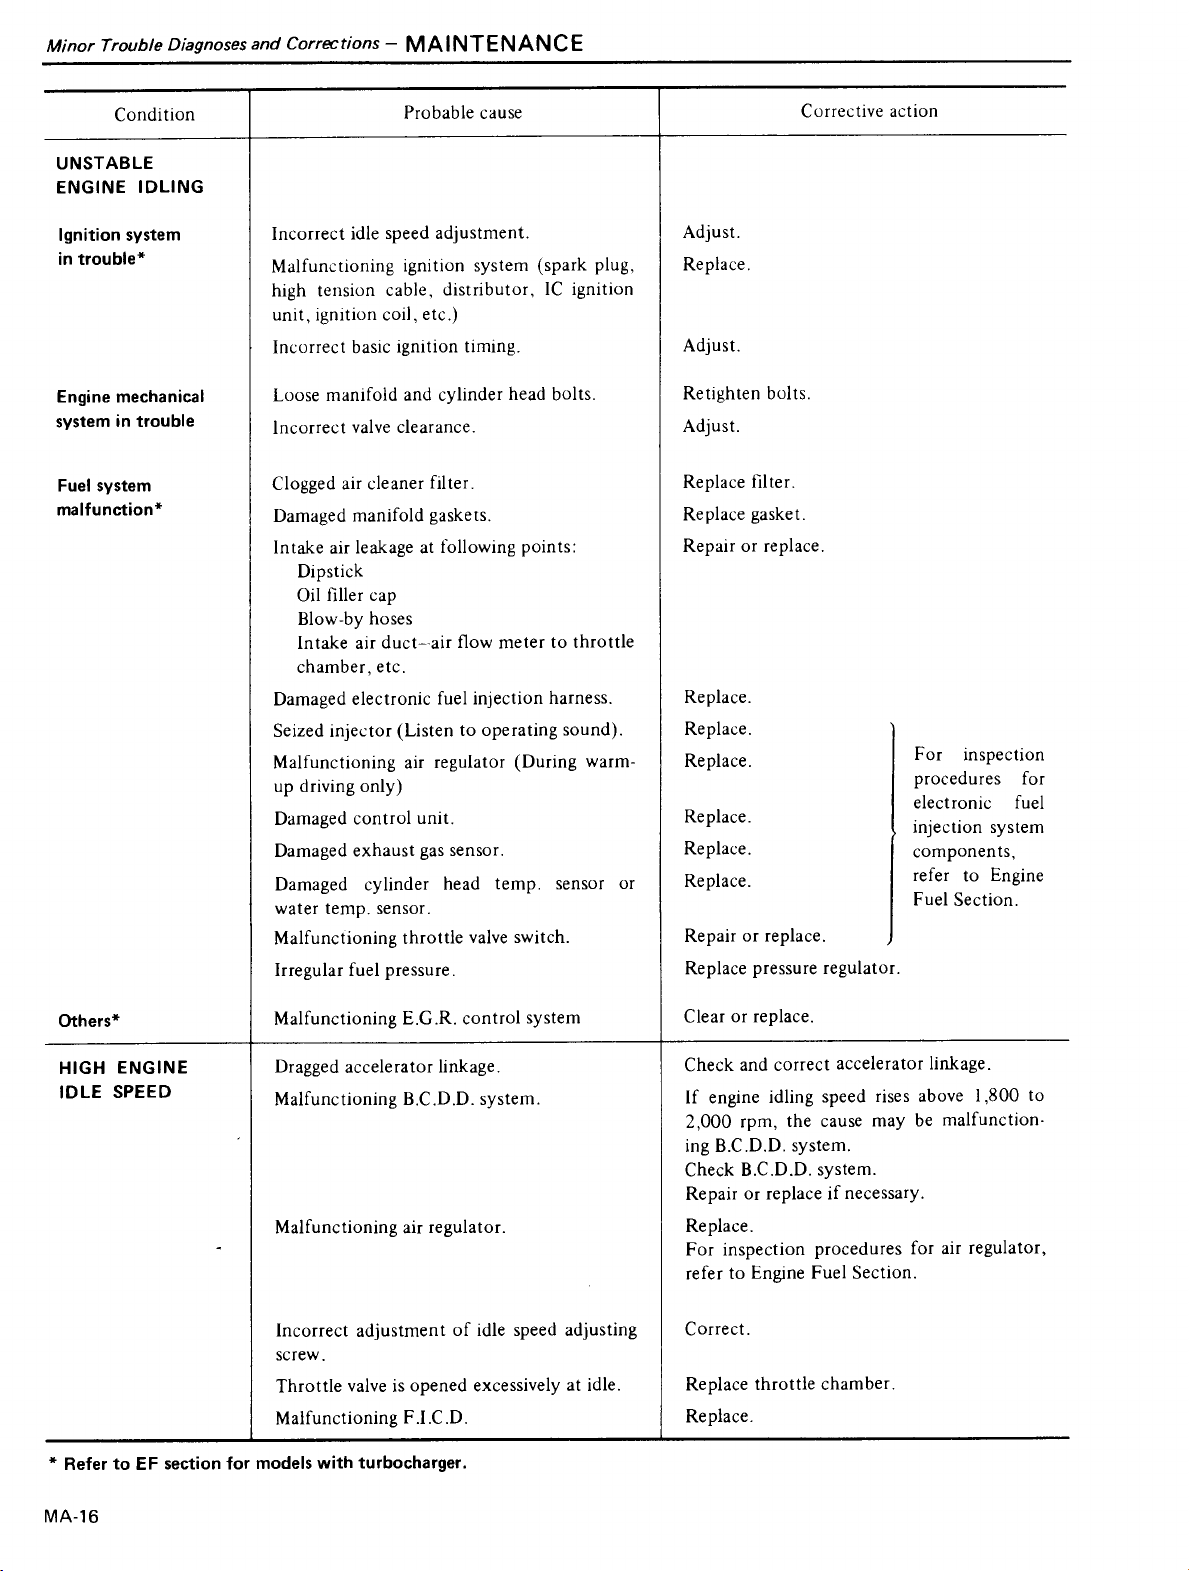 Minor Trouble Diagnoses and Corrections – MAINTENANCE
Condition
Probable cause
Corrective action
UNSTABLE
ENGINE IDLING
Ignition system
in trouble*
Incorrect idle speed adjustment.
Adjust.
Malfunctioning ignition system (spark plug,
high tension cable, distributor, IC ignition
unit, ignition coil, etc.)
Replace.
Incorrect basic ignition timing.
Adjust.
Engine mechanical
system in trouble
Loose manifold and cylinder head bolts.
Retighten bolts.
Incorrect valve clearance.
Adjust.
Fuel system
malfunction*
Clogged air cleaner filter.
Replace filter.
Damaged manifold gaskets.
Replace gasket.
Intake air leakage at following points:
Dipstick
Oil filler cap
Blow-by hoses
Intake air duct–air flow meter to throttle
chamber, etc.
Repair or replace.
Damaged electronic fuel injection harness.
Replace.
Seized injector (Listen to operating sound).
Replace.
Malfunctioning air regulator (During warm-
up driving only)
Replace.
Damaged control unit.
Replace.
Damaged exhaust gas sensor.
Replace.
Damaged cylinder head temp. sensor or
water temp. sensor.
Replace.
Malfunctioning throttle valve switch.
Repair or replace.
For inspection
procedures for
electronic fuel
injection system
components,
refer to Engine
Fuel Section.
Irregular fuel pressure.
Replace pressure regulator.
Others*
Malfunctioning E.G.R. control system
Clear or replace.
HIGH ENGINE
IDLE SPEED
Dragged accelerator linkage.
Check and correct accelerator linkage.
Malfunctioning B.C.D.D. system.
If engine idling speed rises above 1,800 to
2,000 rpm, the cause may be malfunction-
ing B.C.D.D. system.
Check B.C.D.D. system.
Repair or replace if necessary.
Malfunctioning air regulator.
Replace.
For inspection procedures for air regulator,
refer to Engine Fuel Section.
Incorrect adjustment of idle speed adjusting
screw.
Correct.
Throttle valve is opened excessively at idle.
Replace throttle chamber.
Malfunctioning F.I.C.D.
Replace.
* Refer to EF section for models with turbocharger.
MA-16